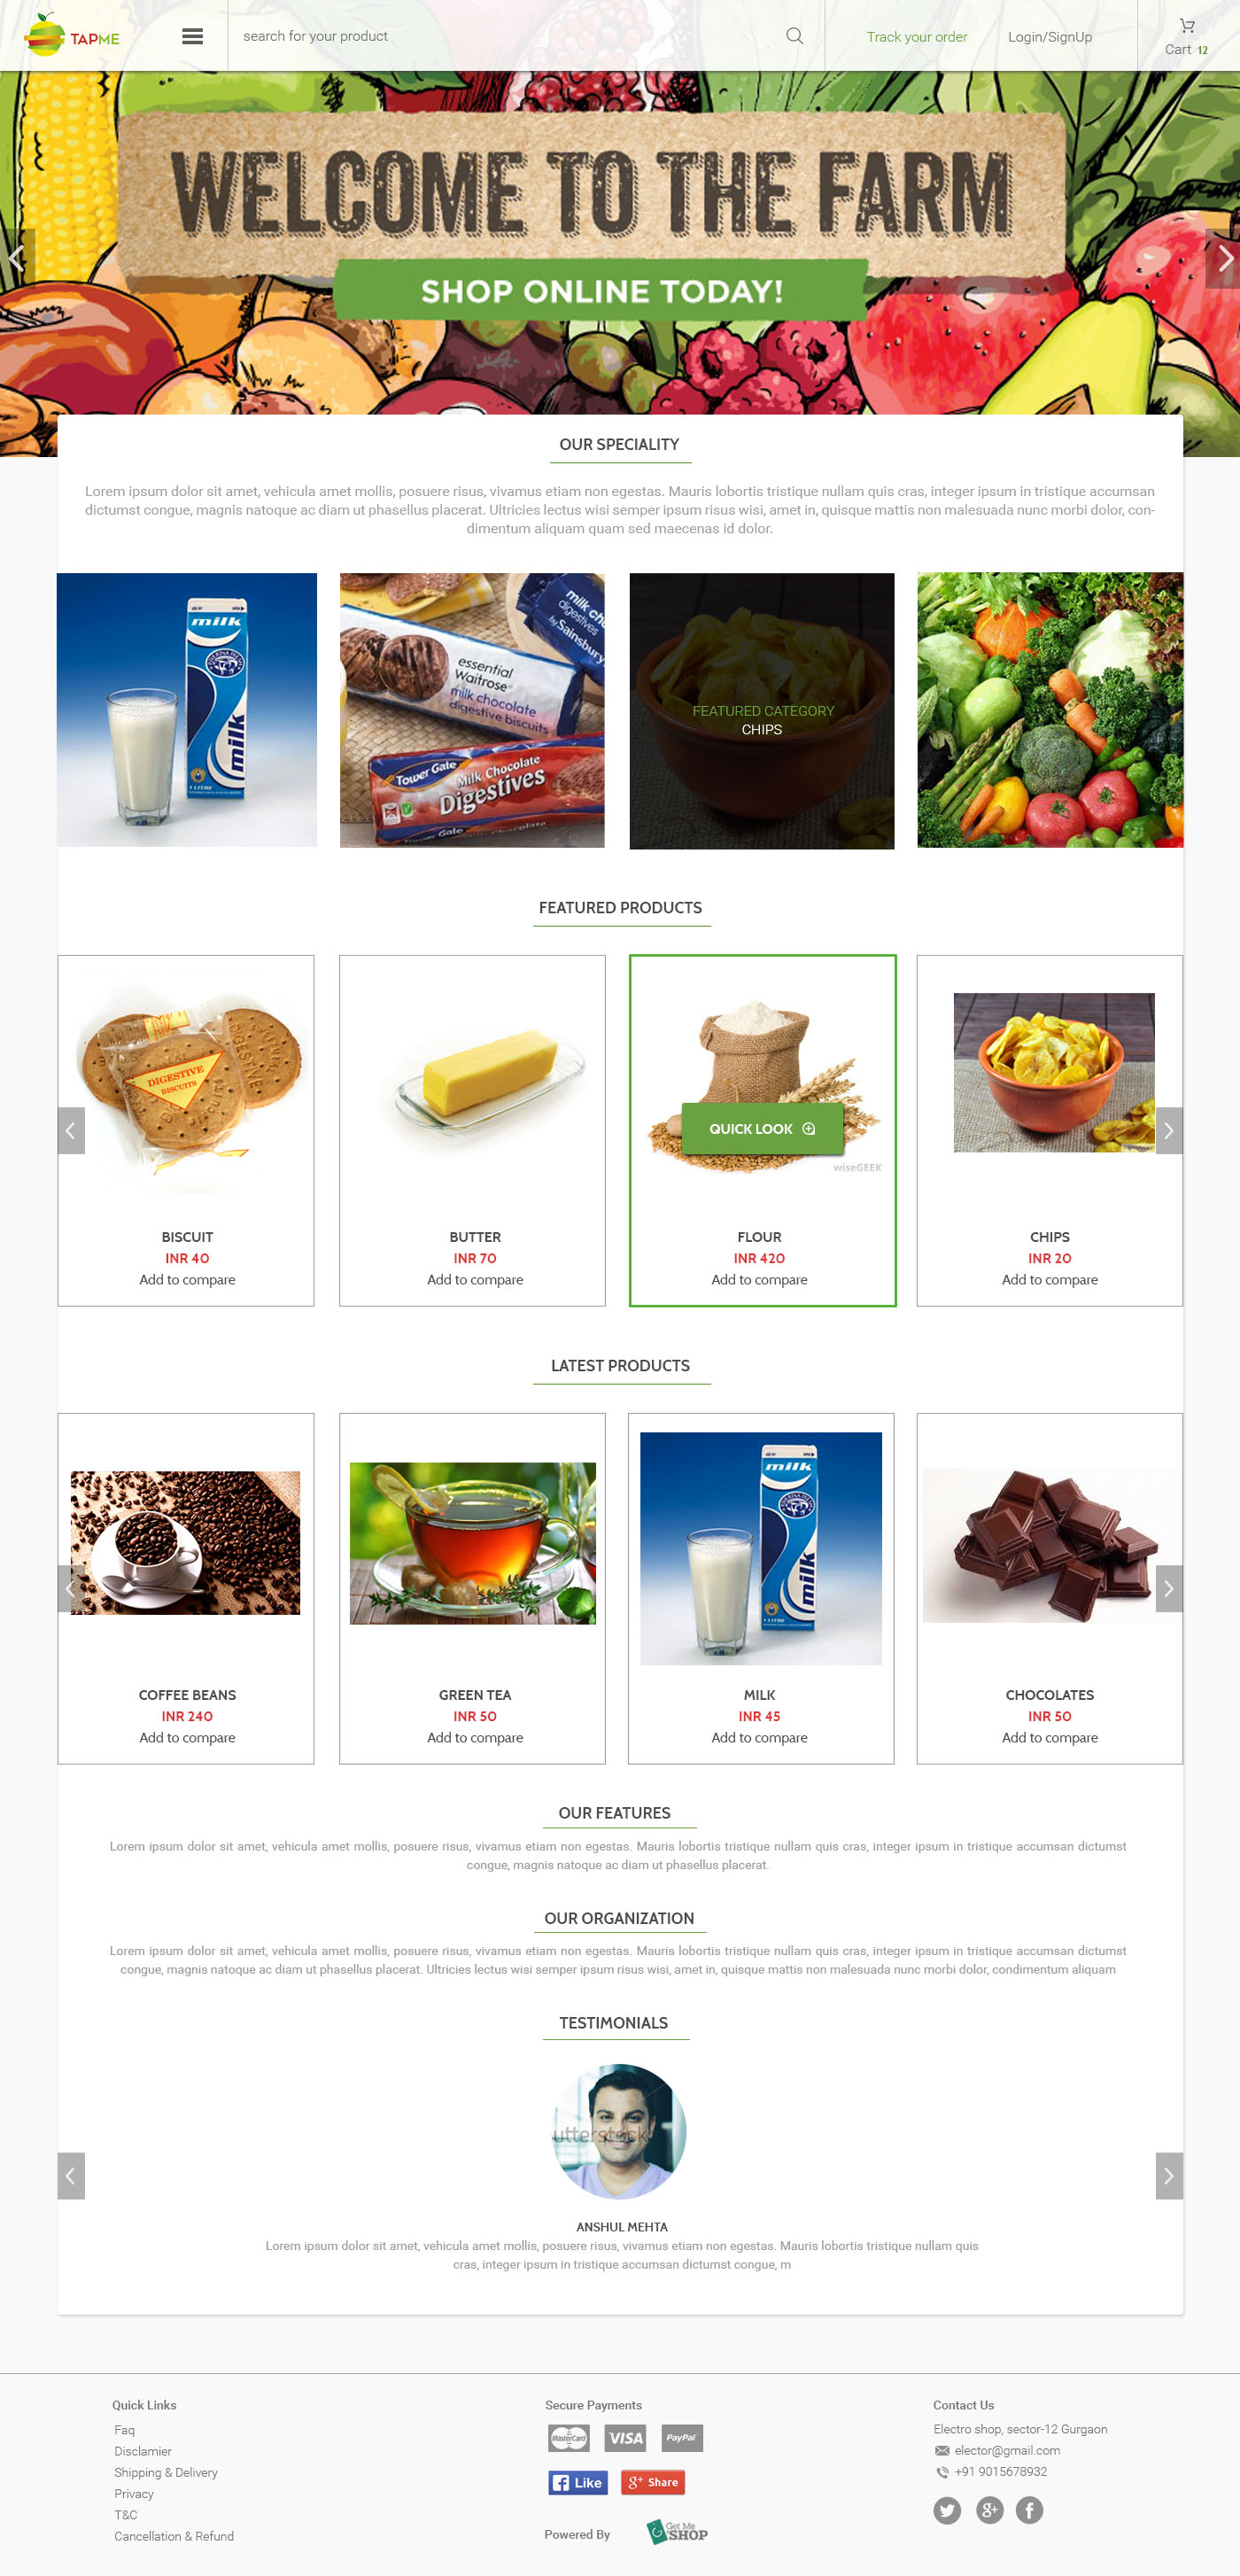 TAPME
search for your product
Track your order
Login/SignUp
Cart 12
WELCOME TO THE FARM
SHOP ONLINE TODAY!
OUR SPECIALITY
Lorem ipsum dolor sit amet, vehicula amet mollis, posuere risus, vivamus etiam non egestas. Mauris lobortis tristique nullam quis cras, integer ipsum in tristique accumsan
dictumst congue, magnis natoque ac diam ut phasellus placerat. Ultricies lectus wisi semper ipsum risus wisi, amet in, quisque mattis non malesuada nunc morbi dolor, con-
dimentum aliquam quam sed maecenas id dolor.
milk
milk
1 LITRE
milk ch
digestives
by Sainsbury
essential
Waitrose
milk chocolate
digestive biscuits
Tower Gate
Milk Chocolate
Digestives
Tower Gate
Chocolate
FEATURED CATEGORY
CHIPS
FEATURED PRODUCTS
DIGESTIVE
BISCUITS
QUICK LOOK
wiseGEEK
BISCUIT
INR 40
Add to compare
BUTTER
INR 70
Add to compare
FLOUR
INR 420
Add to compare
CHIPS
INR 20
Add to compare
LATEST PRODUCTS
milk
milk
1 LITRE
COFFEE BEANS
INR 240
Add to compare
GREEN TEA
INR 50
Add to compare
MILK
INR 45
Add to compare
CHOCOLATES
INR 50
Add to compare
OUR FEATURES
Lorem ipsum dolor sit amet, vehicula amet mollis, posuere risus, vivamus etiam non egestas. Mauris lobortis tristique nullam quis cras, integer ipsum in tristique accumsan dictumst
congue, magnis natoque ac diam ut phasellus placerat.
OUR ORGANIZATION
Lorem ipsum dolor sit amet, vehicula amet mollis, posuere risus, vivamus etiam non egestas. Mauris lobortis tristique nullam quis cras, integer ipsum in tristique accumsan dictumst
congue, magnis natoque ac diam ut phasellus placerat. Ultricies lectus wisi semper ipsum risus wisi, amet in, quisque mattis non malesuada nunc morbi dolor, condimentum aliquam
TESTIMONIALS
utterstock
ANSHUL MEHTA
Lorem ipsum dolor sit amet, vehicula amet mollis, posuere risus, vivamus etiam non egestas. Mauris lobortis tristique nullam quis
cras, integer ipsum in tristique accumsan dictumst congue, m
Quick Links
Faq
Disclamier
Shipping & Delivery
Privacy
T&C
Cancellation & Refund
Secure Payments
MasterCard
VISA
PayPal
Like
g+ Share
Powered By
Get Me
SHOP
Contact Us
Electro shop, sector-12 Gurgaon
elector@gmail.com
+91 9015678932